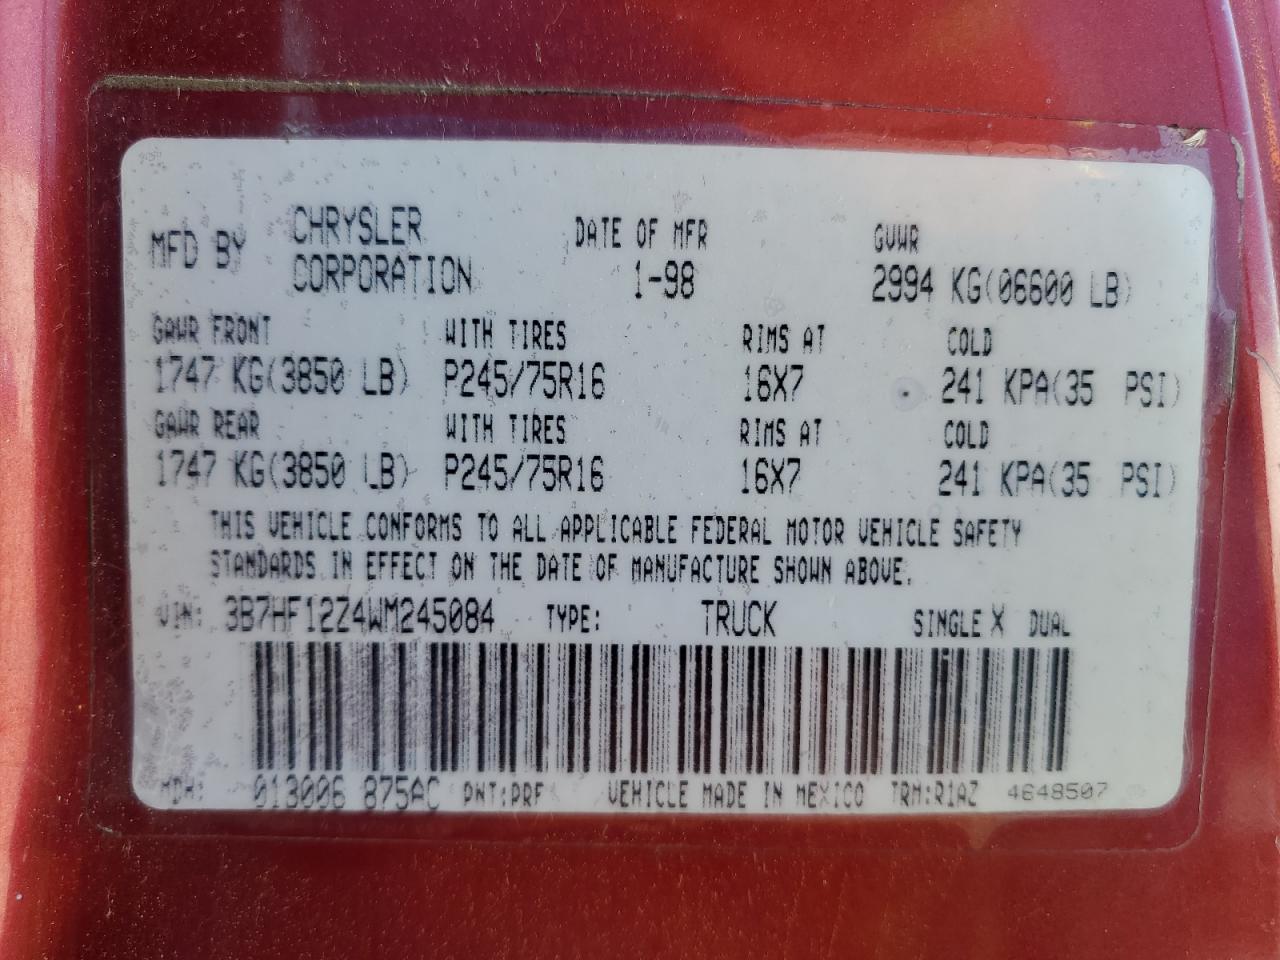 MFD BY CHRYSLER CORPORATION DATE OF MFR 1-98 GVWR 2994 KG(06600 LB)
GAWR FRONT WITH TIRES RIMS AT COLD
1747 KG(3850 LB) P245/75R16 16X7 241 KPA(35 PSI)
GAWR REAR WITH TIRES RIMS AT COLD
1747 KG(3850 LB) P245/75R16 16X7 241 KPA(35 PSI)
THIS VEHICLE CONFORMS TO ALL APPLICABLE FEDERAL MOTOR VEHICLE SAFETY
STANDARDS IN EFFECT ON THE DATE OF MANUFACTURE SHOWN ABOVE.
VIN: 3B7HF12Z4WM245084 TYPE: TRUCK SINGLE X DUAL
MDH: 013006 875AC PNT:PRF VEHICLE MADE IN MEXICO TRM:R1AZ 4648507